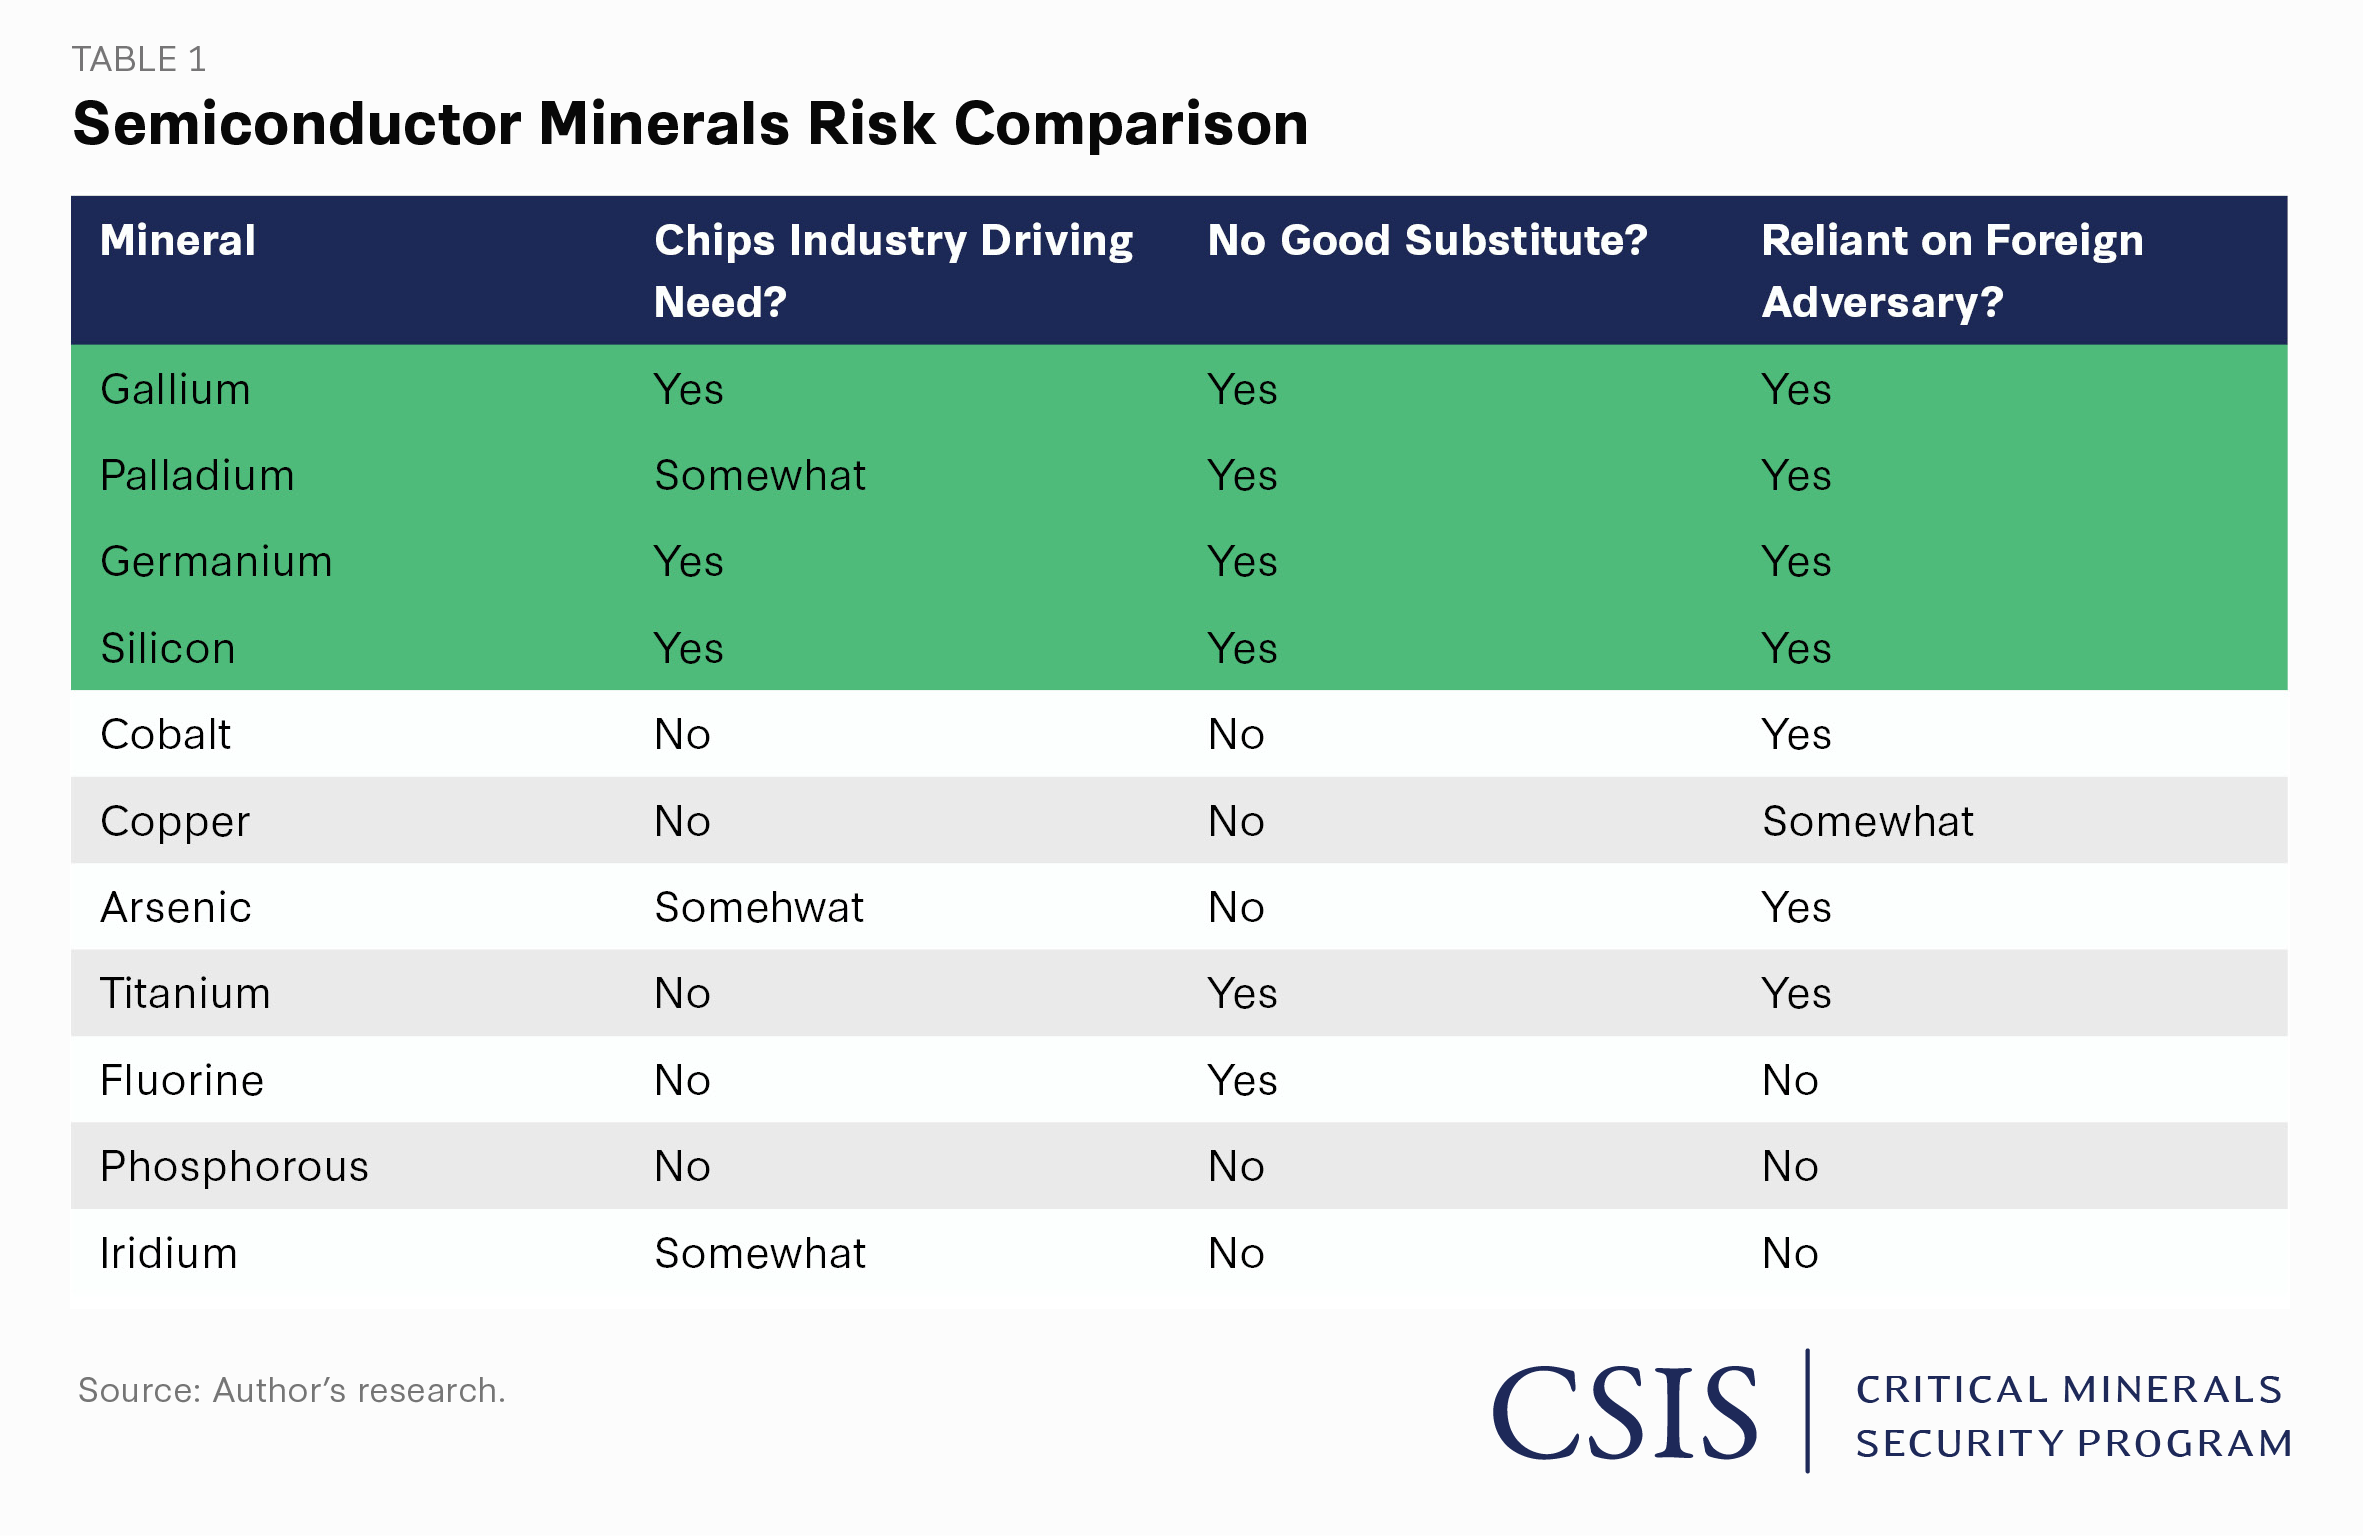 TABLE 1
Semiconductor Minerals Risk Comparison
Mineral Chips Industry Driving Need? No Good Substitute? Reliant on Foreign Adversary?
Gallium Yes Yes Yes
Palladium Somewhat Yes Yes
Germanium Yes Yes Yes
Silicon Yes Yes Yes
Cobalt No No Yes
Copper No No Somewhat
Arsenic Somehwat No Yes
Titanium No Yes Yes
Fluorine No Yes No
Phosphorous No No No
Iridium Somewhat No No
Source: Author’s research.
CSIS
CRITICAL MINERALS
SECURITY PROGRAM